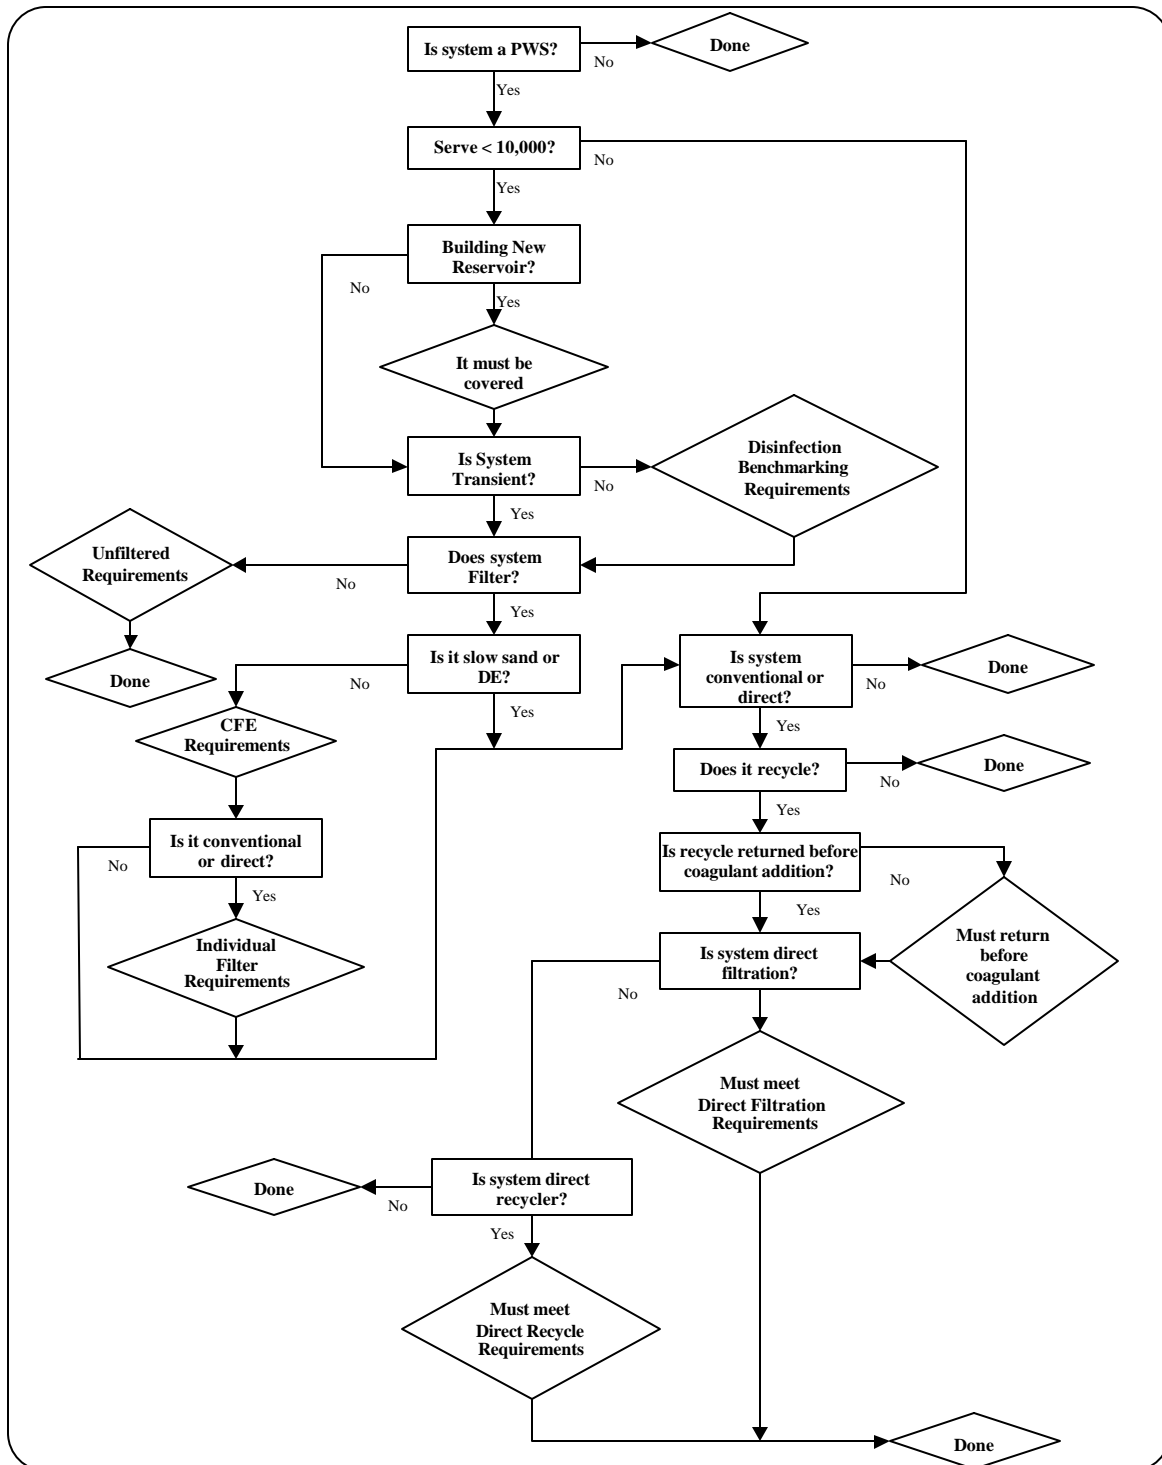 Is system a PWS?
No
Done
Yes
Serve < 10,000?
No
Yes
Building New
Reservoir?
No
Yes
It must be
covered
Is System
Transient?
No
Disinfection
Benchmarking
Requirements
Yes
Unfiltered
Requirements
Does system
Filter?
No
Yes
Done
Is it slow sand or
DE?
No
Yes
Is system
conventional or
direct?
No
Done
Yes
CFE
Requirements
Does it recycle?
No
Done
Yes
Is it conventional
or direct?
No
Yes
Is recycle returned before
coagulant addition?
No
Yes
Individual
Filter
Requirements
Is system direct
filtration?
No
Must return
before
coagulant
addition
Must meet
Direct Filtration
Requirements
Done
No
Is system direct
recycler?
Yes
Must meet
Direct Recycle
Requirements
Done